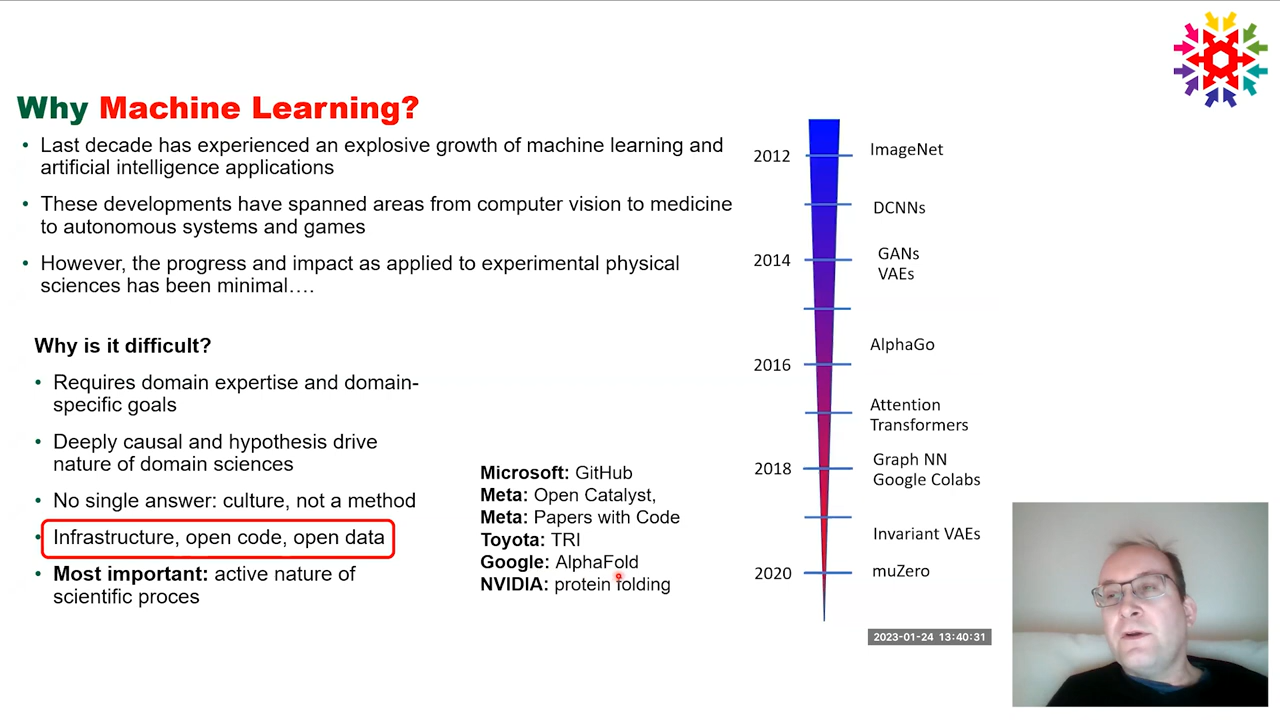 Why Machine Learning?
• Last decade has experienced an explosive growth of machine learning and
artificial intelligence applications
• These developments have spanned areas from computer vision to medicine
to autonomous systems and games
• However, the progress and impact as applied to experimental physical
sciences has been minimal….
Why is it difficult?
• Requires domain expertise and domain-
specific goals
• Deeply causal and hypothesis drive
nature of domain sciences
• No single answer: culture, not a method
• Infrastructure, open code, open data
• Most important: active nature of
scientific proces
Microsoft: GitHub
Meta: Open Catalyst,
Meta: Papers with Code
Toyota: TRI
Google: AlphaFold
NVIDIA: protein folding
2012 ImageNet
DCNNs
2014 GANs
VAEs
AlphaGo
2016
Attention
Transformers
2018 Graph NN
Google Colabs
Invariant VAEs
2020 muZero
2023-01-24 13:40:31